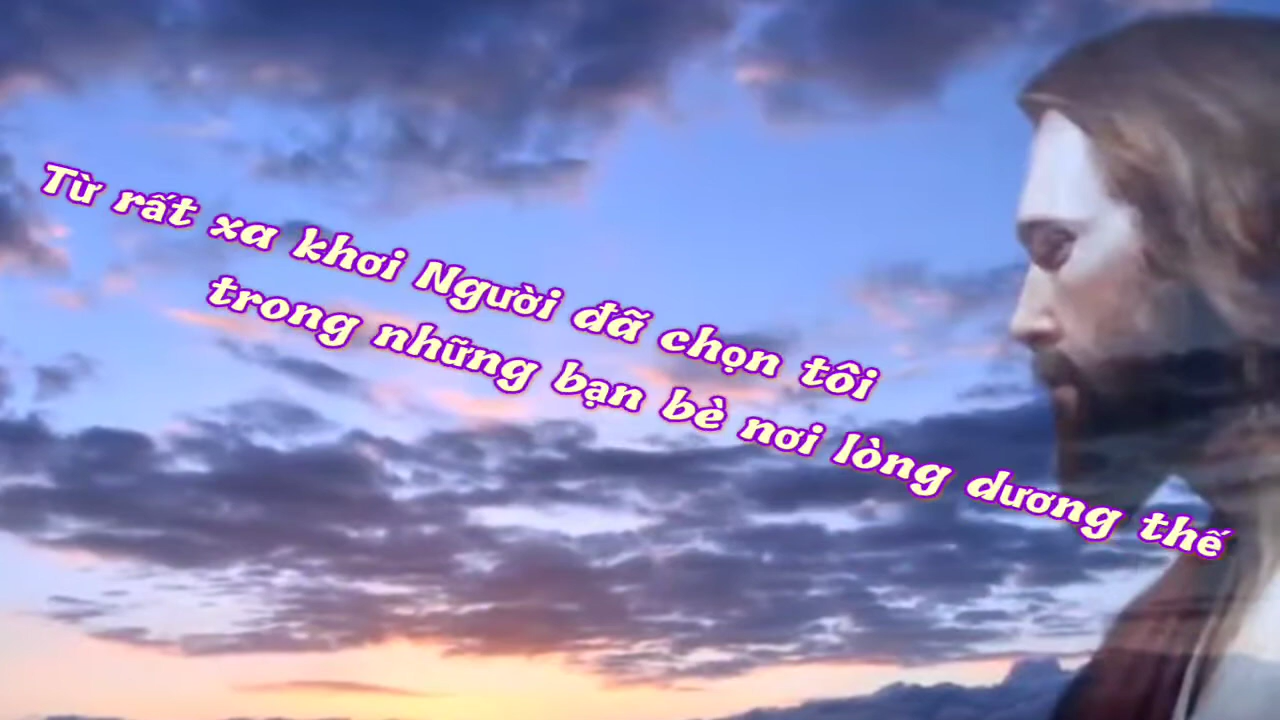 Từ rất xa khơi Người đã chọn tôi
trong những bạn bè nơi lòng dương thế